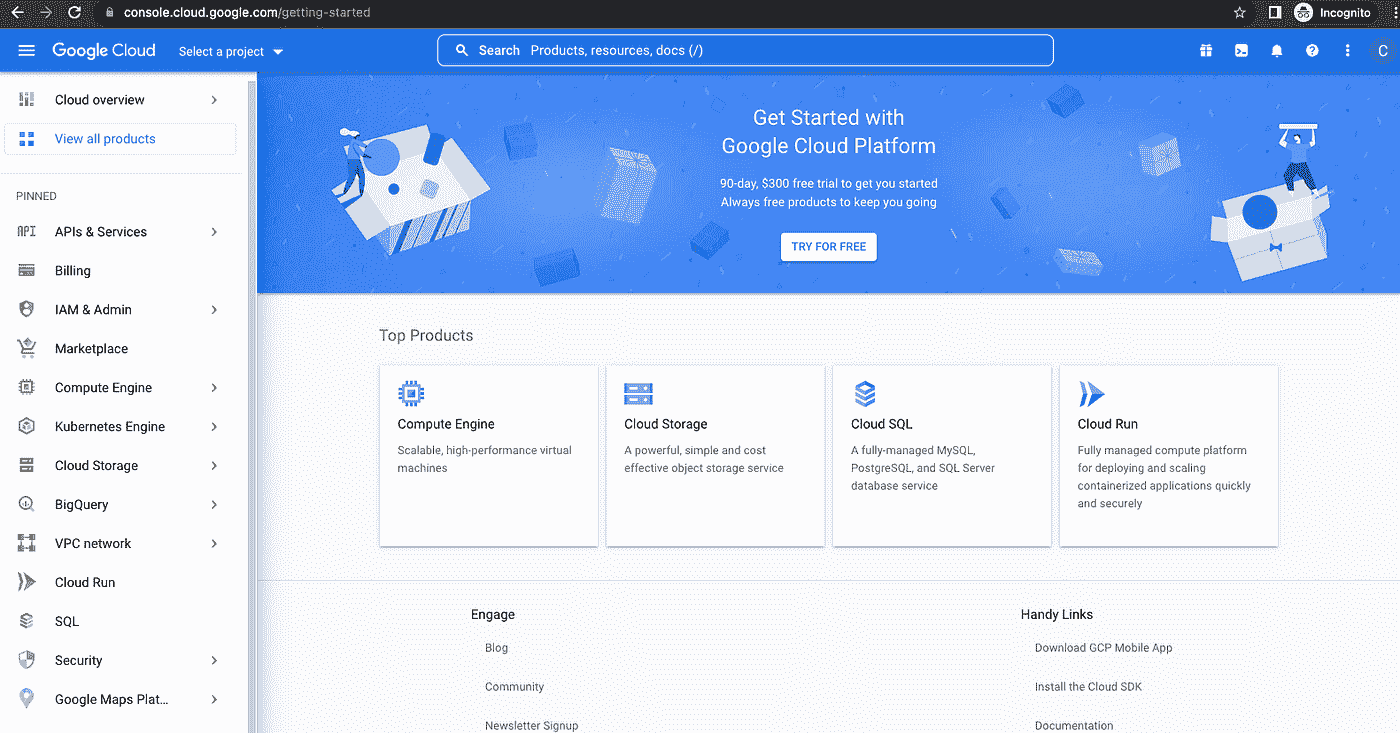 console.cloud.google.com/getting-started
Incognito
Google Cloud
Select a project
Search Products, resources, docs (/)
C
Cloud overview
View all products
PINNED
API APIs & Services
Billing
IAM & Admin
Marketplace
Compute Engine
Kubernetes Engine
Cloud Storage
BigQuery
VPC network
Cloud Run
SQL
Security
Google Maps Plat...
Get Started with
Google Cloud Platform
90-day, $300 free trial to get you started
Always free products to keep you going
TRY FOR FREE
Top Products
Compute Engine
Scalable, high-performance virtual
machines
Cloud Storage
A powerful, simple and cost
effective object storage service
Cloud SQL
A fully-managed MySQL,
PostgreSQL, and SQL Server
database service
Cloud Run
Fully managed compute platform
for deploying and scaling
containerized applications quickly
and securely
Engage
Blog
Community
Newsletter Signup
Handy Links
Download GCP Mobile App
Install the Cloud SDK
Documentation